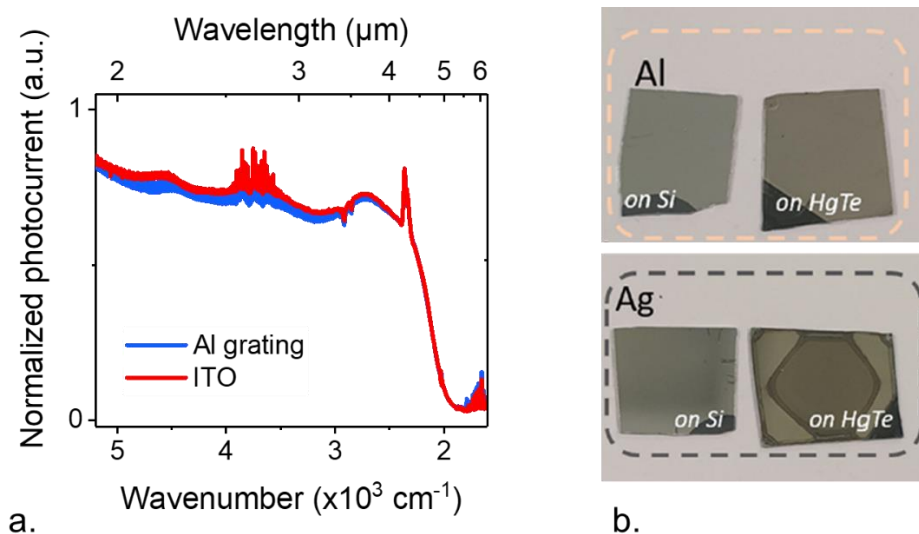 Wavelength (μm)
2 3 4 5 6
Normalized photocurrent (a.u.)
1
0
Al grating
ITO
5 4 3 2
Wavenumber (x10³ cm⁻¹)
a.
Al
on Si
on HgTe
Ag
on Si
on HgTe
b.